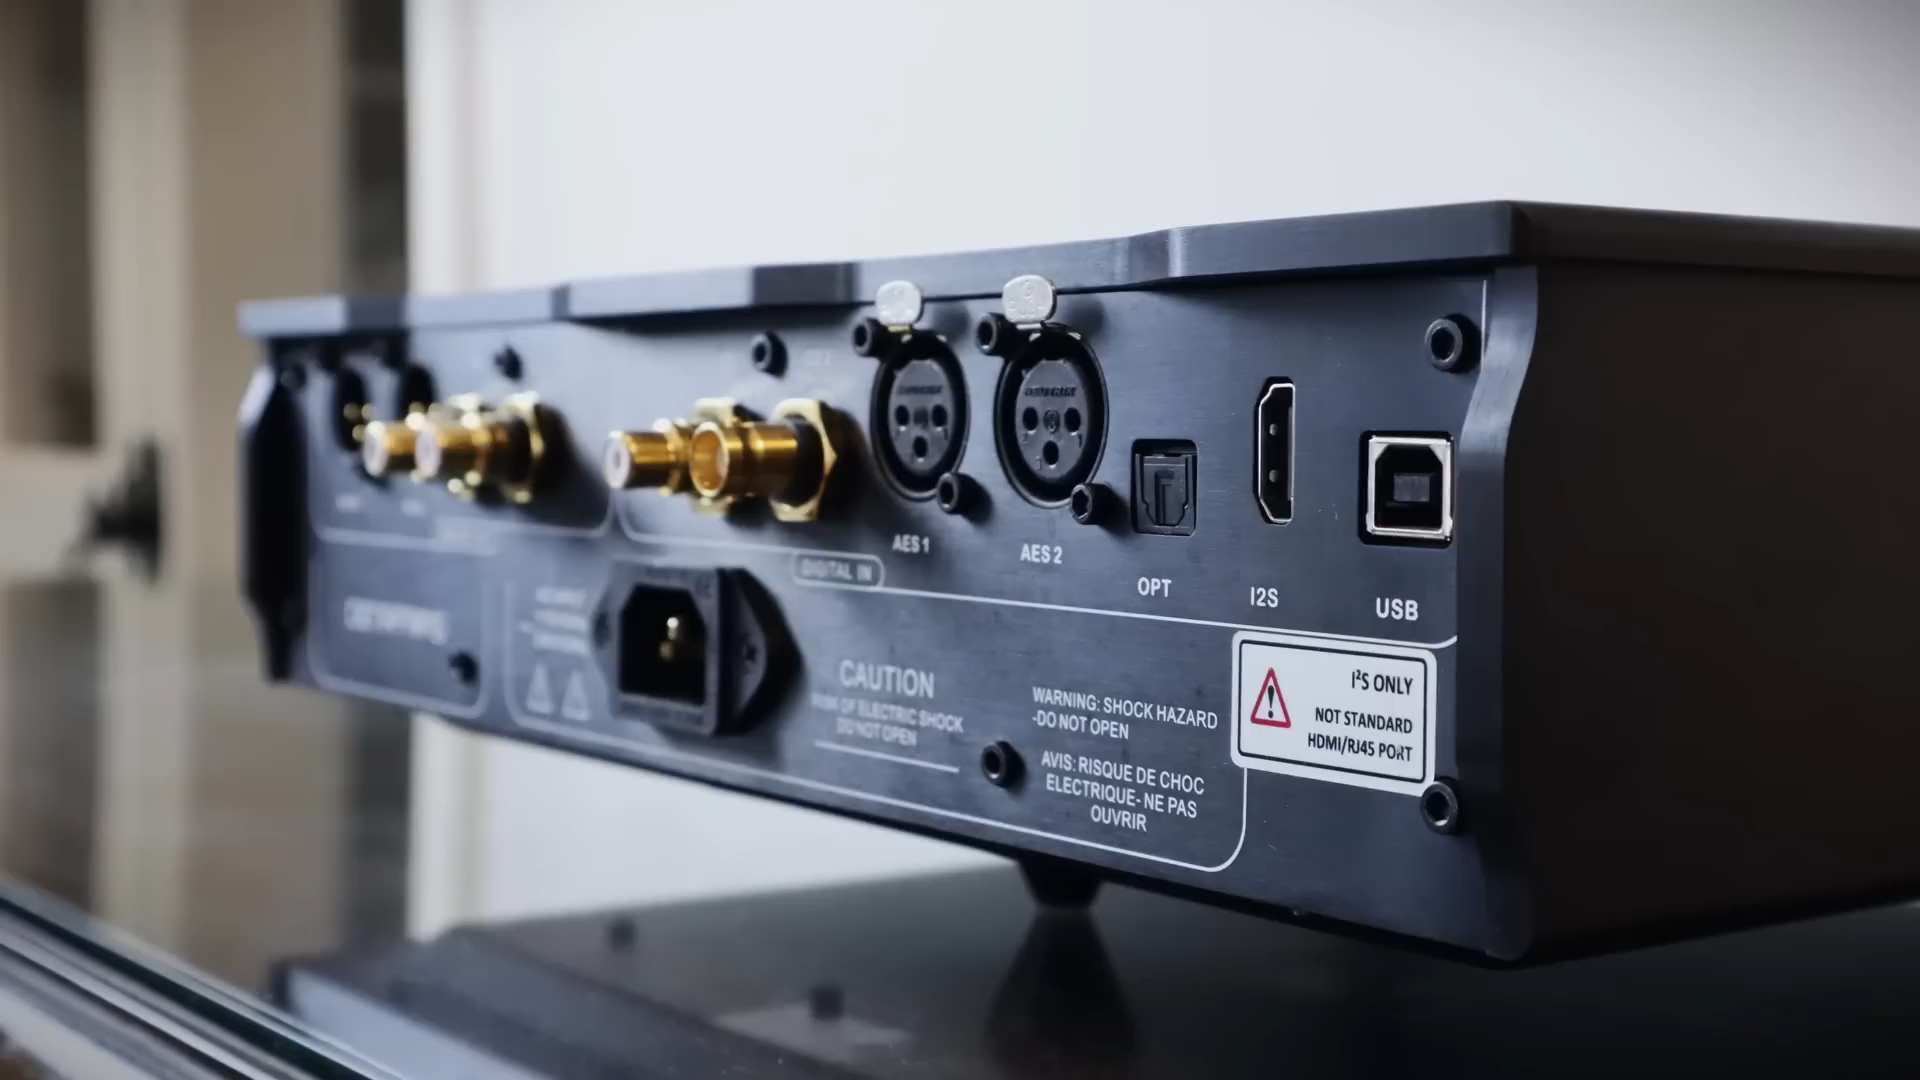 AES 1
AES 2
OPT
I2S
USB
DIGITAL IN
CAUTION
RISK OF ELECTRIC SHOCK
DO NOT OPEN
WARNING: SHOCK HAZARD
-DO NOT OPEN
AVIS: RISQUE DE CHOC
ELECTRIQUE- NE PAS
OUVRIR
I²S ONLY
NOT STANDARD
HDMI/RJ45 PORT